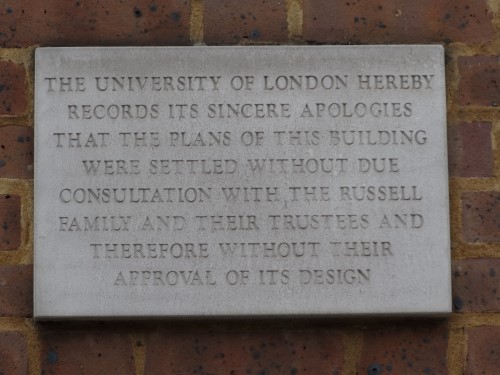 THE UNIVERSITY OF LONDON HEREBY
RECORDS ITS SINCERE APOLOGIES
THAT THE PLANS OF THIS BUILDING
WERE SETTLED WITHOUT DUE
CONSULTATION WITH THE RUSSELL
FAMILY AND THEIR TRUSTEES AND
THEREFORE WITHOUT THEIR
APPROVAL OF ITS DESIGN